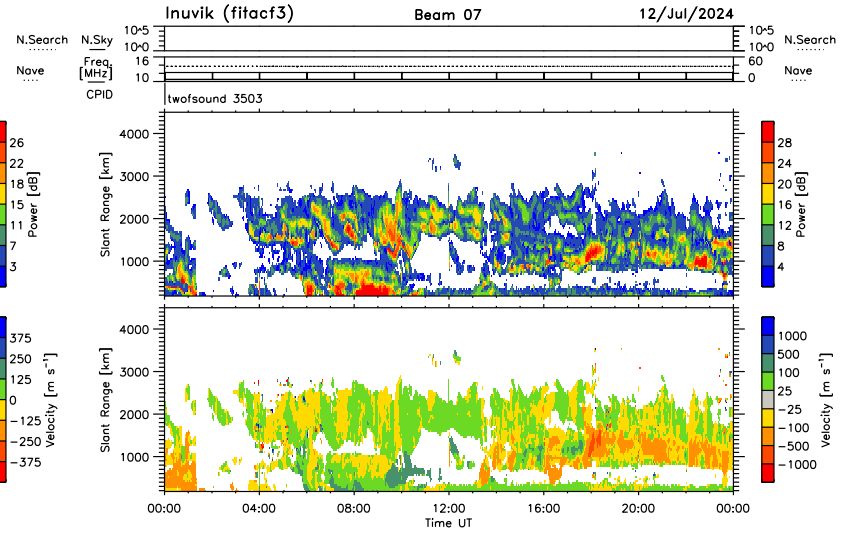 Inuvik (fitacf3) Beam 07 12/Jul/2024
N.Search N.Sky 10^5 10^0 10^5 10^0 N.Search
Nave Freq. [MHz] 16 10 60 0 Nave
CPID twofsound 3503
Slant Range [km] 4000 3000 2000 1000
Power [dB] 26 22 18 15 11 7 3
Power [dB] 28 24 20 16 12 8 4
Slant Range [km] 4000 3000 2000 1000
Velocity [m s⁻¹] 375 250 125 0 −125 −250 −375
Velocity [m s⁻¹] 1000 500 100 25 −25 −100 −500 −1000
00:00 04:00 08:00 12:00 16:00 20:00 00:00
Time UT